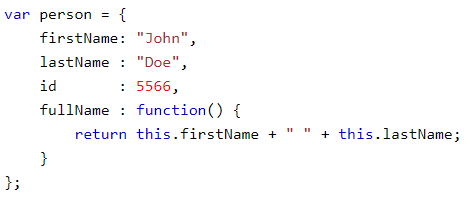 var person = {
    firstName: "John",
    lastName : "Doe",
    id       : 5566,
    fullName : function() {
        return this.firstName + " " + this.lastName;
    }
};